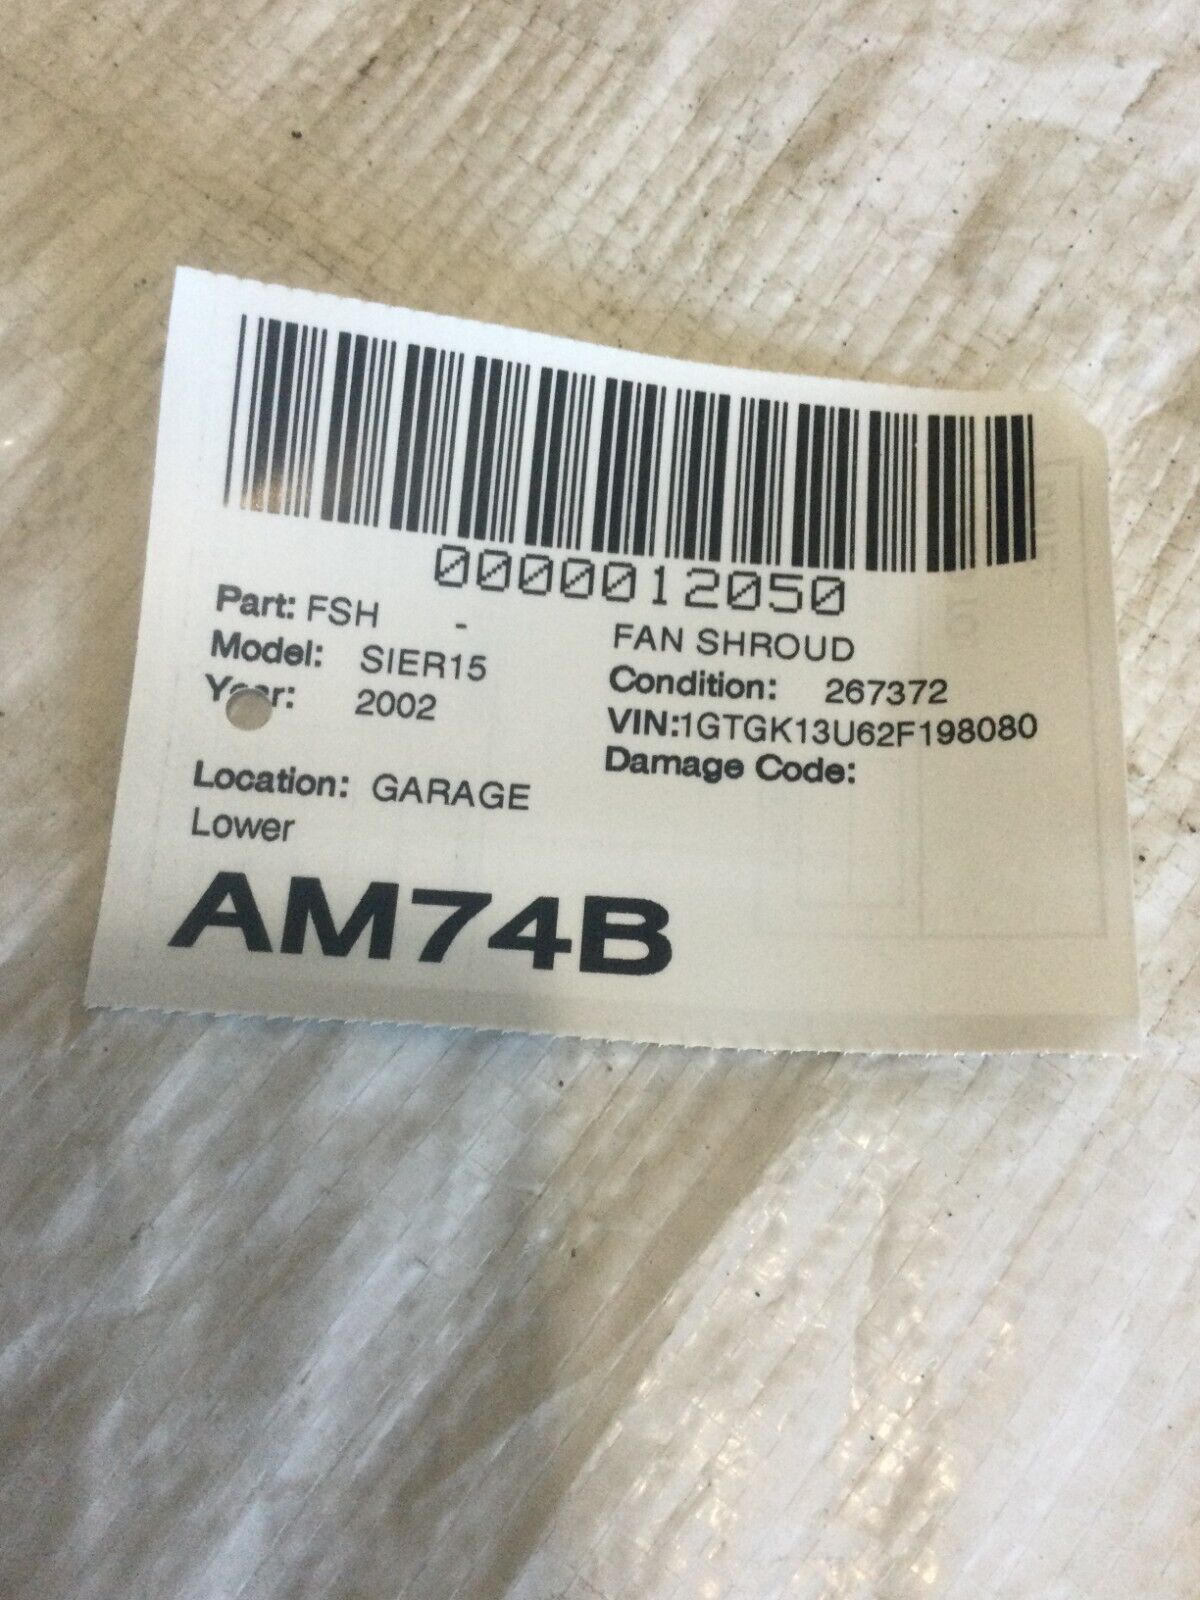 0000012050
Part: FSH - FAN SHROUD
Model: SIER15 Condition: 267372
Year: 2002 VIN:1GTGK13U62F198080
Damage Code:
Location: GARAGE
Lower
AM74B